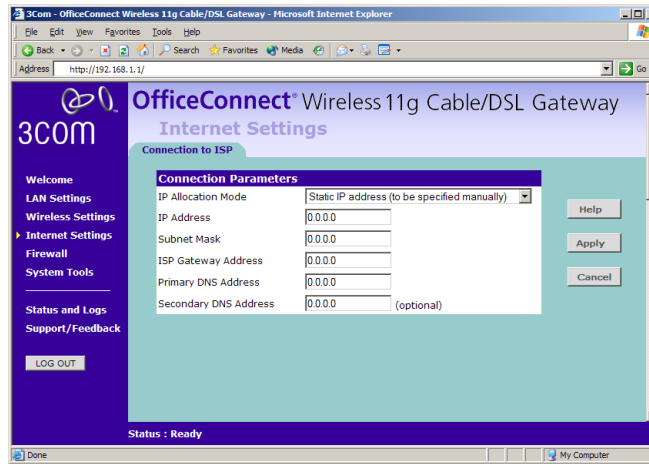 3Com - OfficeConnect Wireless 11g Cable/DSL Gateway - Microsoft Internet Explorer
File Edit View Favorites Tools Help
Back Search Favorites Media
Address http://192.168.1.1/ Go
3com
OfficeConnect® Wireless 11g Cable/DSL Gateway
Internet Settings
Connection to ISP
Welcome
LAN Settings
Wireless Settings
Internet Settings
Firewall
System Tools
Status and Logs
Support/Feedback
LOG OUT
Connection Parameters
IP Allocation Mode Static IP address (to be specified manually)
IP Address 0.0.0.0
Subnet Mask 0.0.0.0
ISP Gateway Address 0.0.0.0
Primary DNS Address 0.0.0.0
Secondary DNS Address 0.0.0.0 (optional)
Help
Apply
Cancel
Status : Ready
Done My Computer